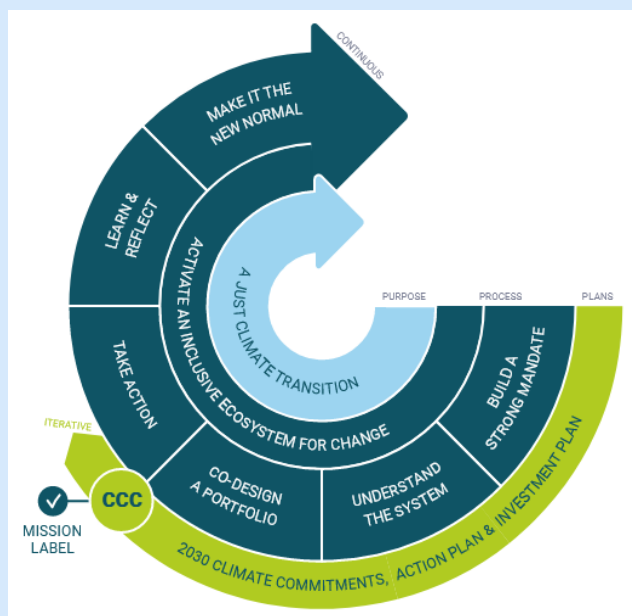 CONTINUOUS
MAKE IT THE
NEW NORMAL
LEARN &
REFLECT
ACTIVATE AN INCLUSIVE ECOSYSTEM FOR CHANGE
A JUST CLIMATE TRANSITION
PURPOSE
PROCESS
PLANS
BUILD A
STRONG MANDATE
TAKE ACTION
ITERATIVE
CO-DESIGN
A PORTFOLIO
UNDERSTAND
THE SYSTEM
CCC
MISSION
LABEL
2030 CLIMATE COMMITMENTS, ACTION PLAN & INVESTMENT PLAN